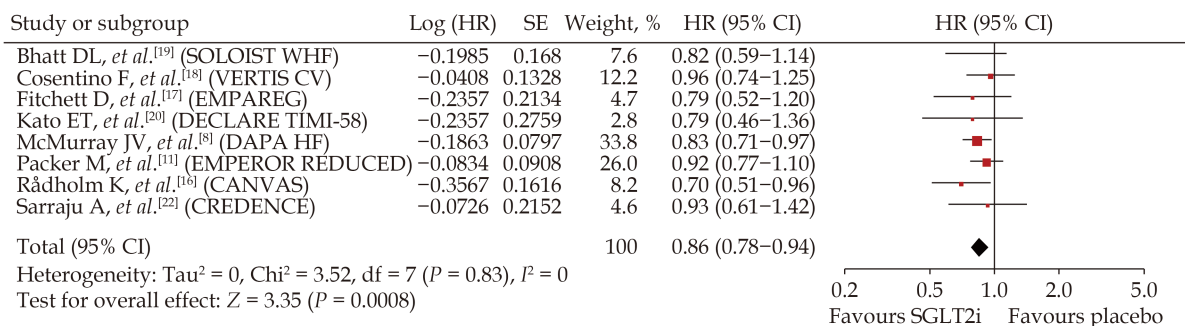 Study or subgroup Log (HR) SE Weight, % HR (95% CI) HR (95% CI)
Bhatt DL, et al.[19] (SOLOIST WHF) −0.1985 0.168 7.6 0.82 (0.59−1.14)
Cosentino F, et al.[18] (VERTIS CV) −0.0408 0.1328 12.2 0.96 (0.74−1.25)
Fitchett D, et al.[17] (EMPAREG) −0.2357 0.2134 4.7 0.79 (0.52−1.20)
Kato ET, et al.[20] (DECLARE TIMI-58) −0.2357 0.2759 2.8 0.79 (0.46−1.36)
McMurray JV, et al.[8] (DAPA HF) −0.1863 0.0797 33.8 0.83 (0.71−0.97)
Packer M, et al.[11] (EMPEROR REDUCED) −0.0834 0.0908 26.0 0.92 (0.77−1.10)
Rådholm K, et al.[16] (CANVAS) −0.3567 0.1616 8.2 0.70 (0.51−0.96)
Sarraju A, et al.[22] (CREDENCE) −0.0726 0.2152 4.6 0.93 (0.61−1.42)
Total (95% CI) 100 0.86 (0.78−0.94)
Heterogeneity: Tau² = 0, Chi² = 3.52, df = 7 (P = 0.83), I² = 0
Test for overall effect: Z = 3.35 (P = 0.0008)
0.2 0.5 1.0 2.0 5.0
Favours SGLT2i Favours placebo